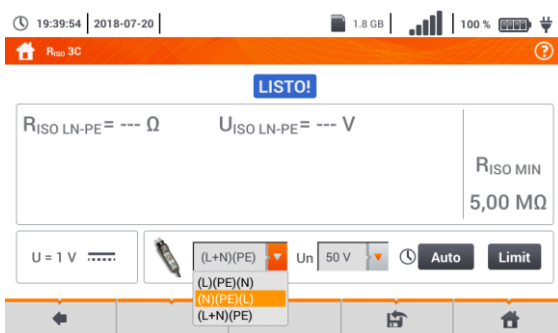 19:39:54 2018-07-20 1.8 GB 100 %
RISO 3C ?
LISTO!
RISO LN-PE= --- Ω UISO LN-PE= --- V
RISO MIN
5,00 MΩ
U = 1 V (L+N)(PE) Un 50 V Auto Limit
(L)(PE)(N)
(N)(PE)(L)
(L+N)(PE)